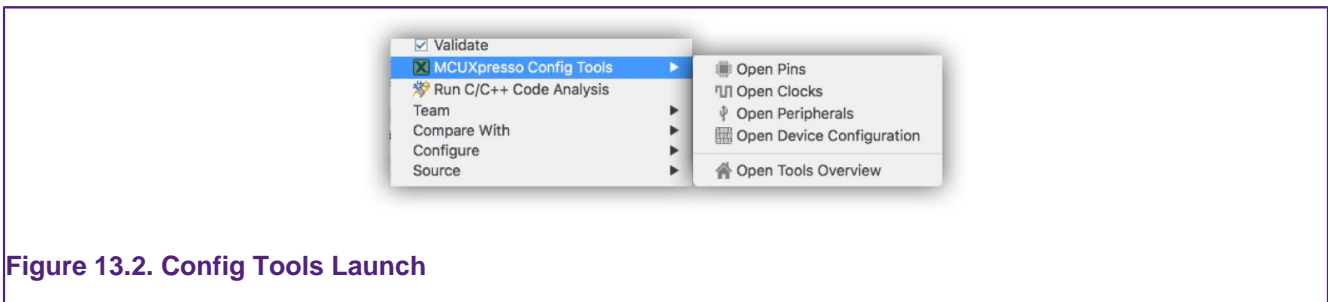 Validate
MCUXpresso Config Tools
Run C/C++ Code Analysis
Team
Compare With
Configure
Source
Open Pins
Open Clocks
Open Peripherals
Open Device Configuration
Open Tools Overview
Figure 13.2. Config Tools Launch